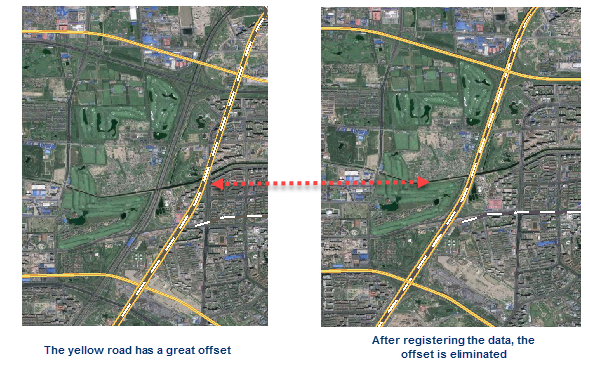 The yellow road has a great offset
After registering the data, the
offset is eliminated